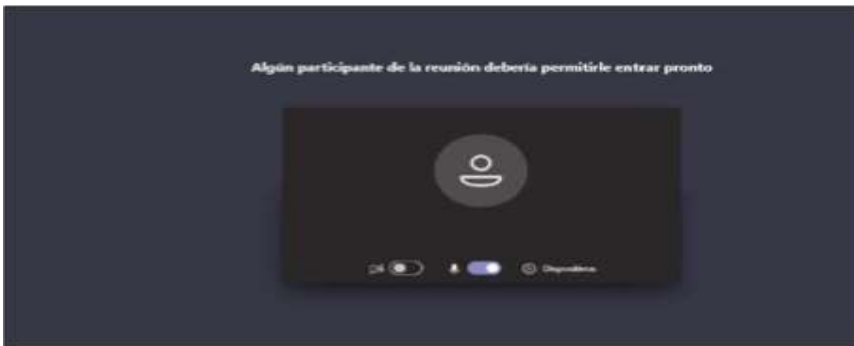 Algún participante de la reunión debería permitirle entrar pronto
Dispositivos